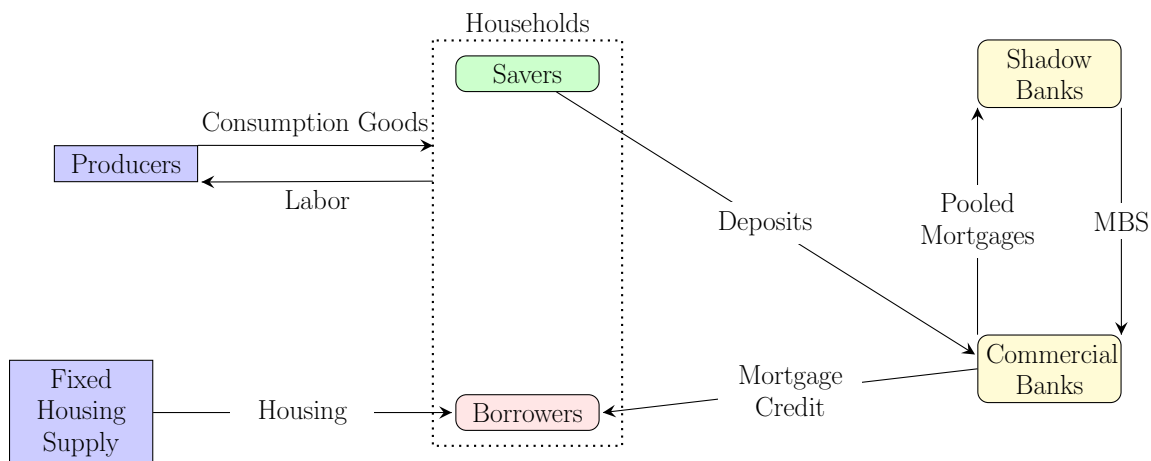 Households
Savers
Shadow
Banks
Consumption Goods
Producers
Labor
Deposits
Pooled
Mortgages
MBS
Fixed
Housing
Supply
Housing
Borrowers
Mortgage
Credit
Commercial
Banks